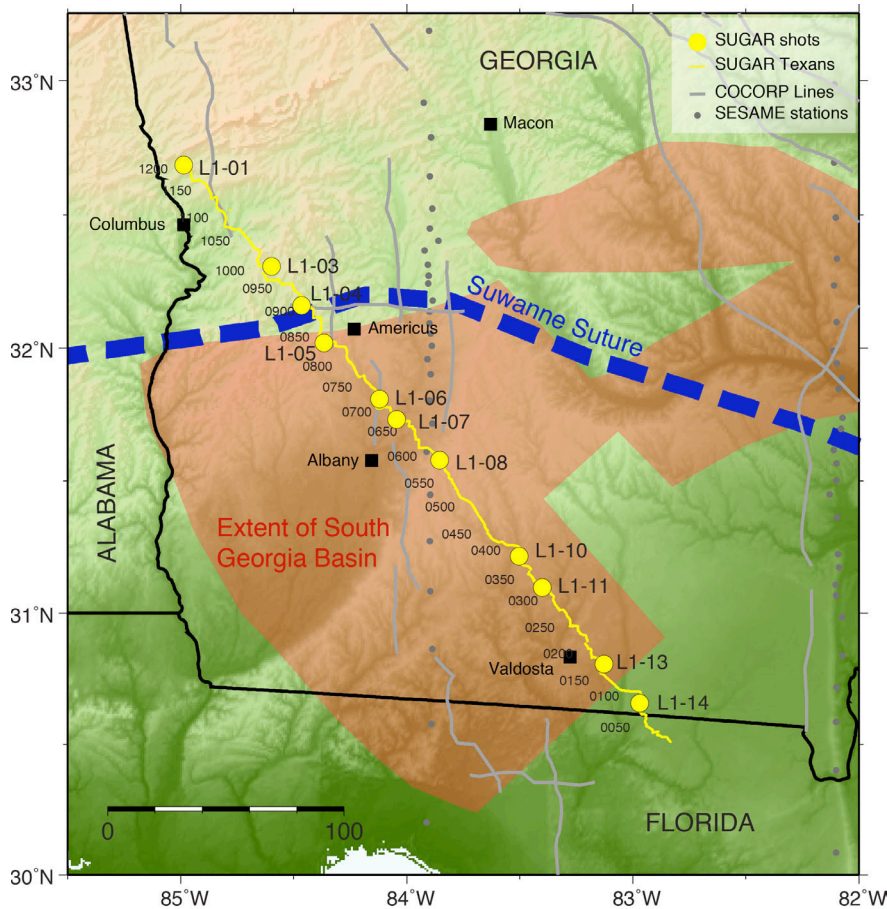 GEORGIA
SUGAR shots
SUGAR Texans
COCORP Lines
SESAME stations
33°N
Macon
1200
L1-01
150
100
Columbus
1050
L1-03
1000
0950
L1-04
0900
Suwanne Suture
Americus
0850
32°N
L1-05
0800
0750
L1-06
0700
L1-07
0650
0600
Albany
L1-08
0550
0500
ALABAMA
Extent of South
Georgia Basin
0450
0400
L1-10
0350
L1-11
0300
31°N
0250
0200
Valdosta
L1-13
0150
0100
L1-14
0050
0
100
FLORIDA
30°N
85°W
84°W
83°W
82°W